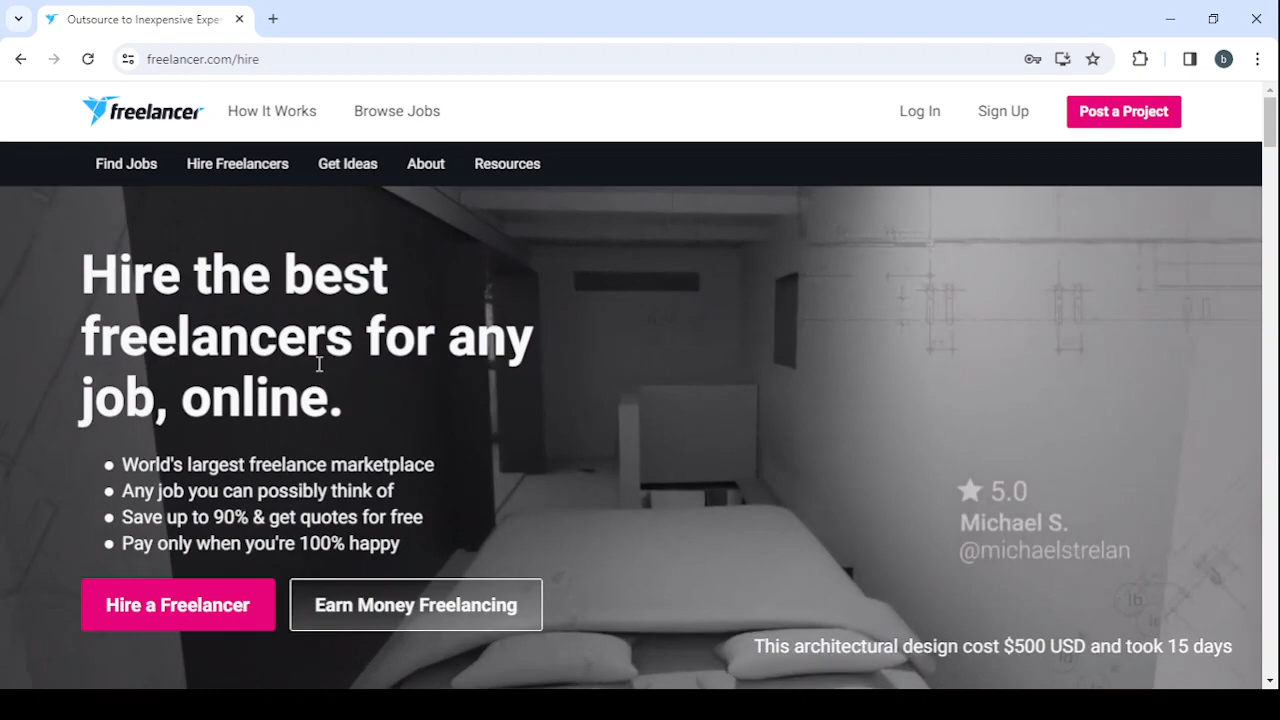 Outsource to Inexpensive Expe
freelancer.com/hire
b
freelancer
How It Works
Browse Jobs
Log In
Sign Up
Post a Project
Find Jobs
Hire Freelancers
Get Ideas
About
Resources
Hire the best
freelancers for any
job, online.
● World's largest freelance marketplace
● Any job you can possibly think of
● Save up to 90% & get quotes for free
● Pay only when you're 100% happy
5.0
Michael S.
@michaelstrelan
Hire a Freelancer
Earn Money Freelancing
This architectural design cost $500 USD and took 15 days